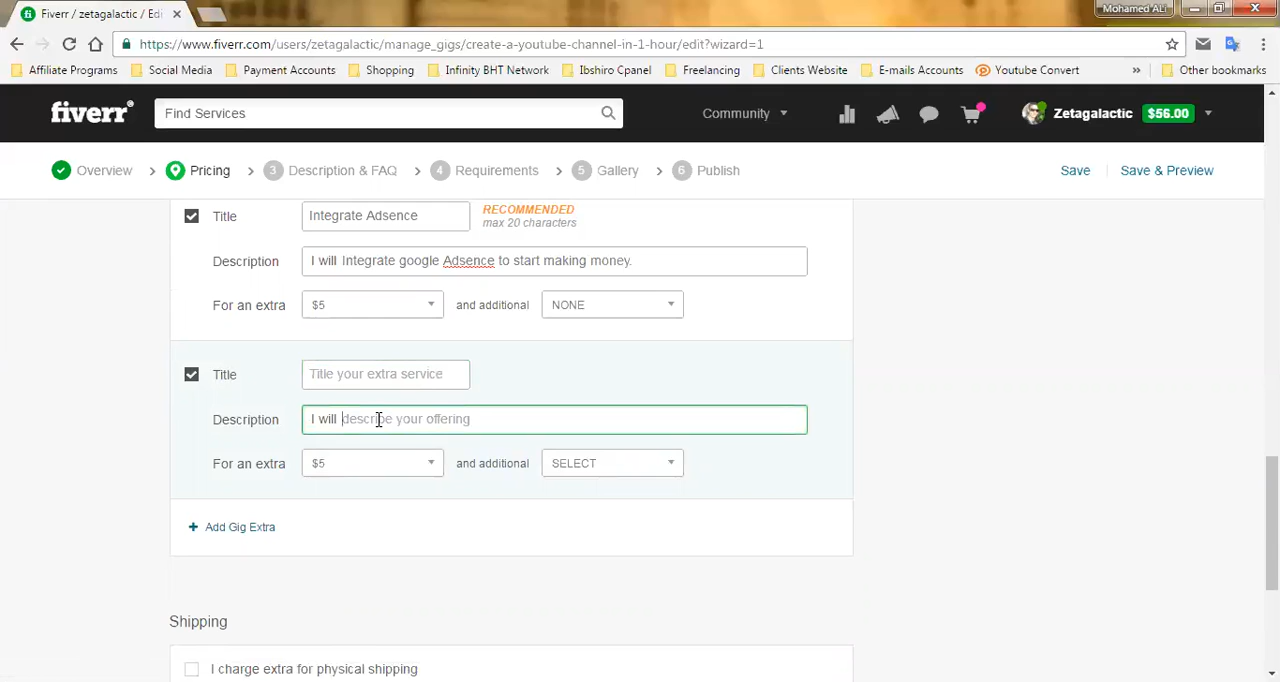 Fiverr / zetagalactic / Edi
Mohamed ALi
https://www.fiverr.com/users/zetagalactic/manage_gigs/create-a-youtube-channel-in-1-hour/edit?wizard=1
Affiliate Programs Social Media Payment Accounts Shopping Infinity BHT Network Ibshiro Cpanel Freelancing Clients Website E-mails Accounts Youtube Convert » Other bookmarks
fiverr® Find Services Community Zetagalactic $56.00
Overview Pricing 3 Description & FAQ 4 Requirements 5 Gallery 6 Publish Save Save & Preview
Title Integrate Adsence RECOMMENDED
max 20 characters
Description I will Integrate google Adsence to start making money.
For an extra $5 and additional NONE
Title Title your extra service
Description I will describe your offering
For an extra $5 and additional SELECT
+ Add Gig Extra
Shipping
I charge extra for physical shipping